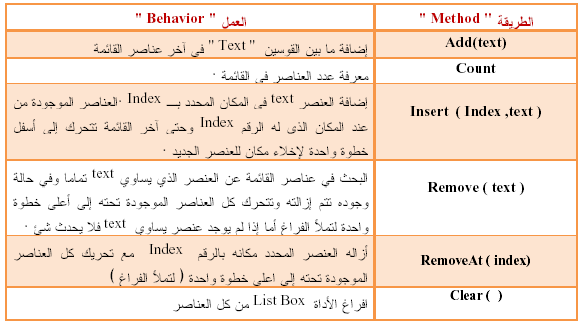 الطريقة " Method "
العمل " Behavior "
Add(text)
إضافة ما بين القوسين " Text " في آخر عناصر القائمة
Count
معرفة عدد العناصر في القائمة .
Insert ( Index ,text )
إضافة العنصر text فى المكان المحدد بـــ Index .العناصر الموجودة من
عند المكان الذى له الرقم Index وحتى آخر القائمة تتحرك إلى أسفل
خطوة واحدة لإخلاء مكان للعنصر الجديد .
Remove ( text )
البحث في عناصر القائمة عن العنصر الذي يساوي text تماما وفي حالة
وجوده تتم إزالته وتتحرك كل العناصر الموجودة تحته إلى أعلى خطوة
واحدة لتملأ الفراغ أما إذا لم يوجد عنصر يساوي text فلا يحدث شئ .
RemoveAt ( index)
أزاله العنصر المحدد مكانه بالرقم Index مع تحريك كل العناصر
الموجودة تحته إلى اعلى خطوة واحدة ( لتملأ الفراغ )
Clear ( )
افراغ الأداة List Box من كل العناصر